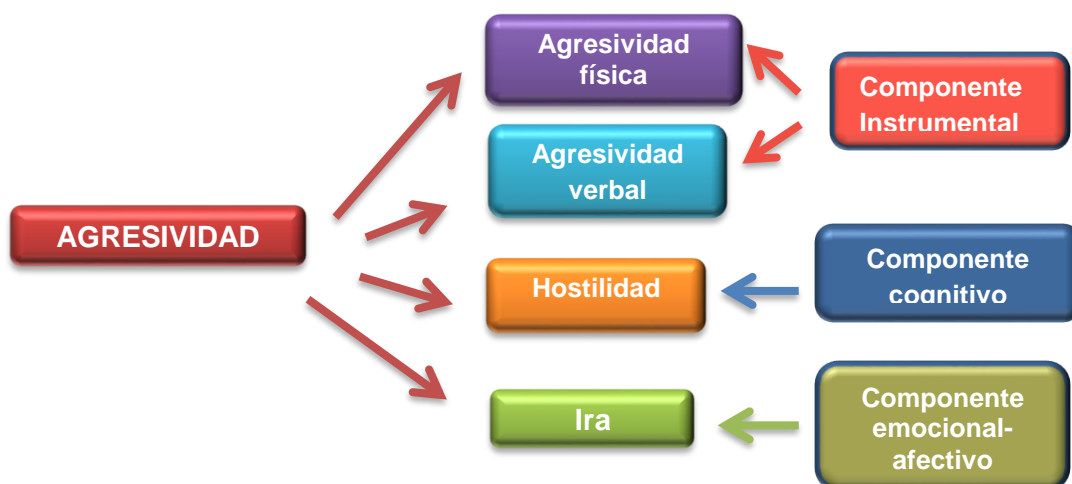 Agresividad
física
Componente
Instrumental
Agresividad
verbal
AGRESIVIDAD
Hostilidad
Componente
cognitivo
Ira
Componente
emocional-
afectivo